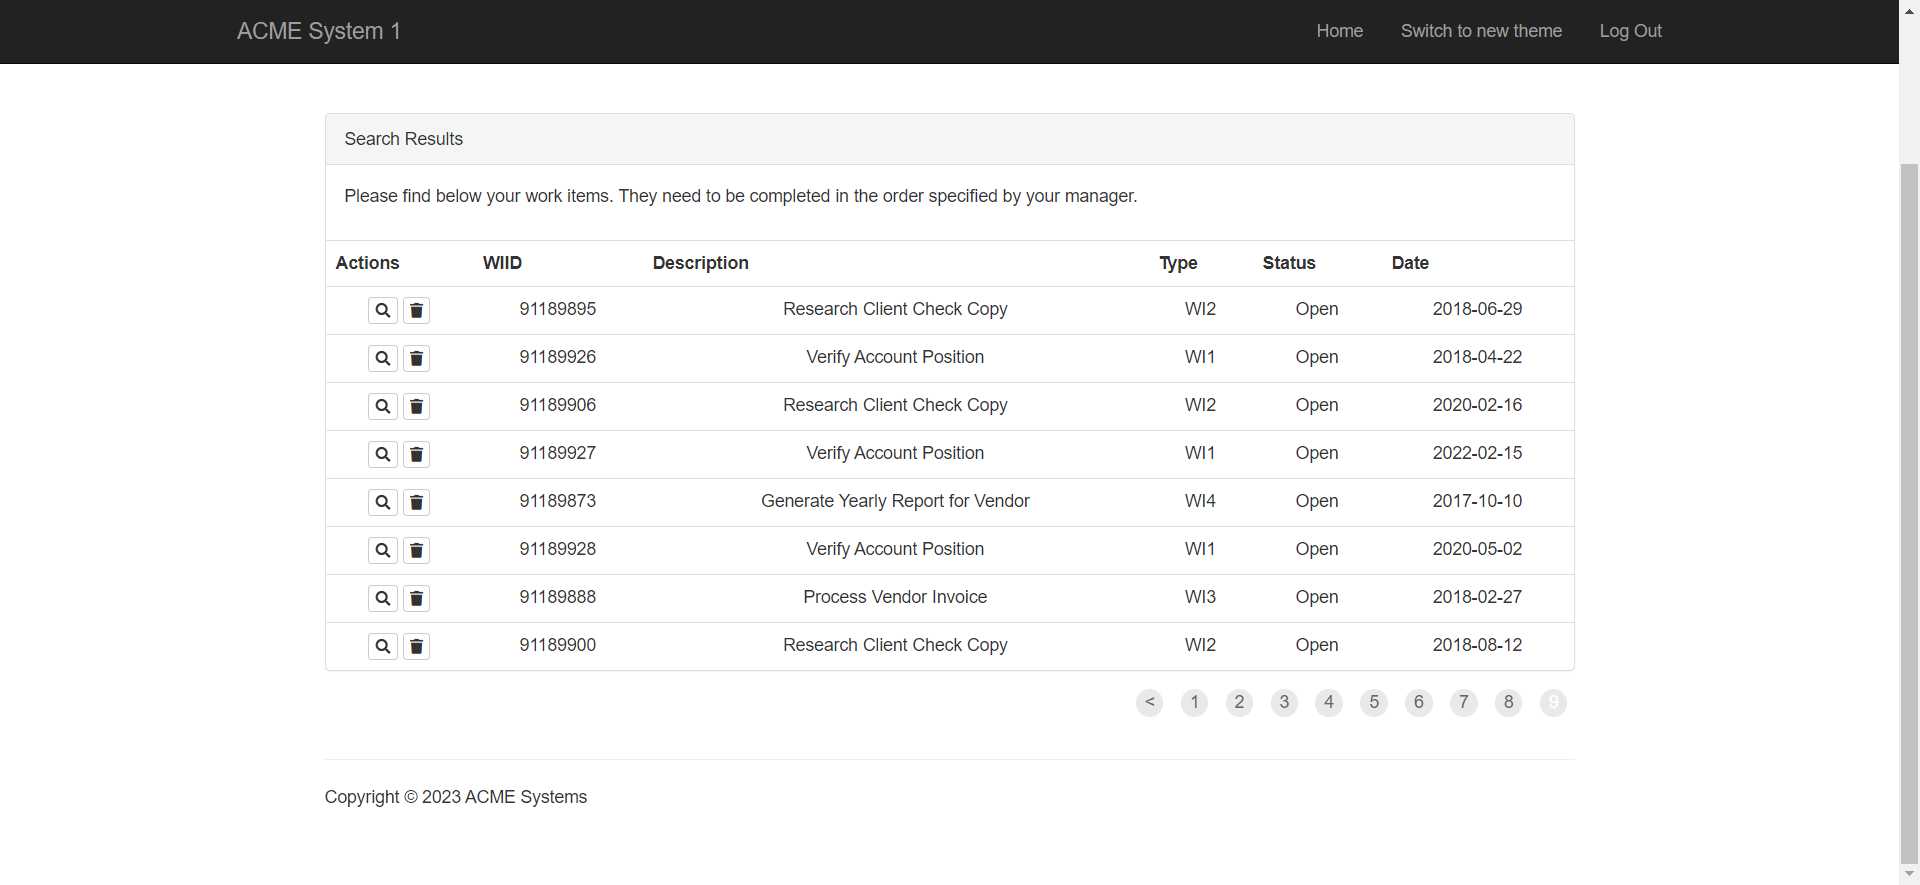 ACME System 1 Home Switch to new theme Log Out
Search Results
Please find below your work items. They need to be completed in the order specified by your manager.
Actions WIID Description Type Status Date
91189895 Research Client Check Copy WI2 Open 2018-06-29
91189926 Verify Account Position WI1 Open 2018-04-22
91189906 Research Client Check Copy WI2 Open 2020-02-16
91189927 Verify Account Position WI1 Open 2022-02-15
91189873 Generate Yearly Report for Vendor WI4 Open 2017-10-10
91189928 Verify Account Position WI1 Open 2020-05-02
91189888 Process Vendor Invoice WI3 Open 2018-02-27
91189900 Research Client Check Copy WI2 Open 2018-08-12
< 1 2 3 4 5 6 7 8 9
Copyright © 2023 ACME Systems